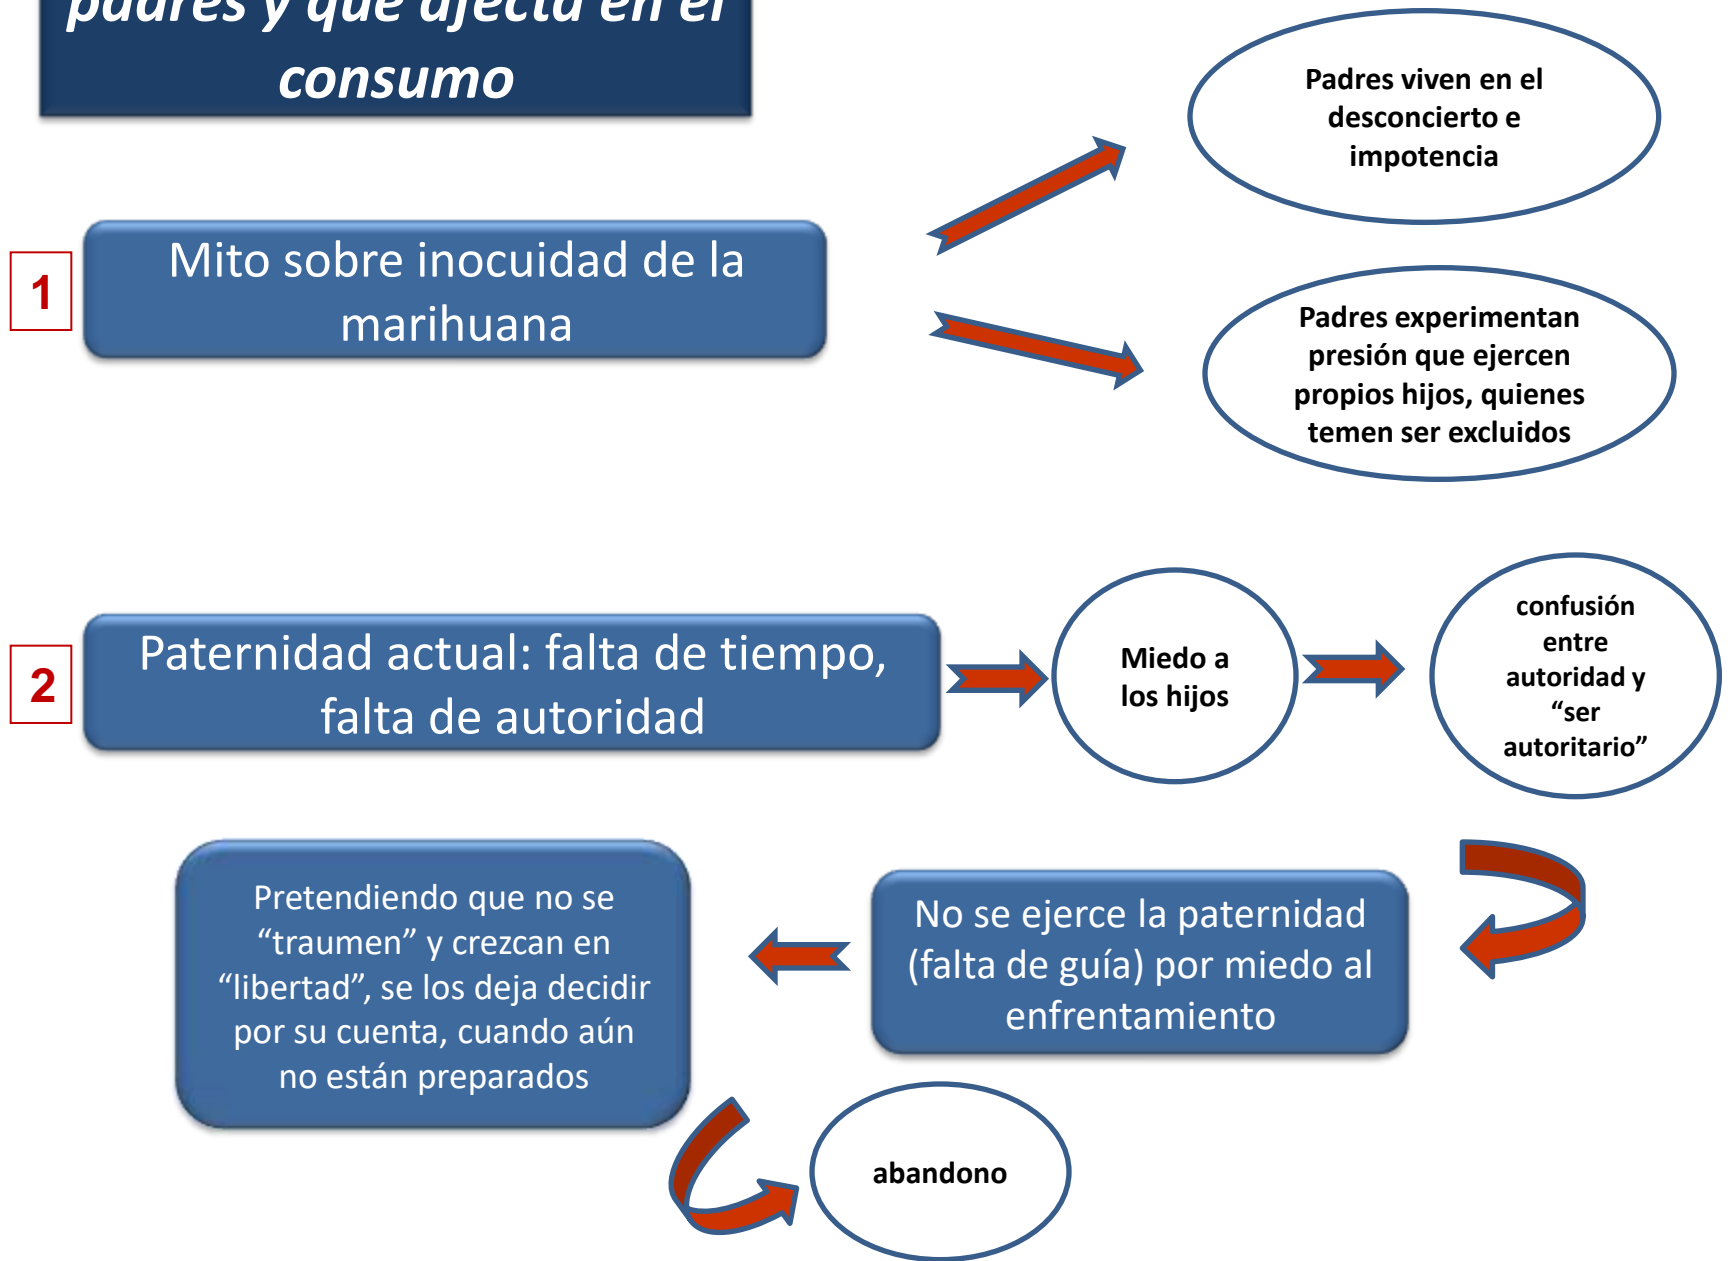 padres y que afecta en el
consumo
Padres viven en el
desconcierto e
impotencia
1
Mito sobre inocuidad de la
marihuana
Padres experimentan
presión que ejercen
propios hijos, quienes
temen ser excluidos
2
Paternidad actual: falta de tiempo,
falta de autoridad
Miedo a
los hijos
confusión
entre
autoridad y
“ser
autoritario”
No se ejerce la paternidad
(falta de guía) por miedo al
enfrentamiento
Pretendiendo que no se
“traumen” y crezcan en
“libertad”, se los deja decidir
por su cuenta, cuando aún
no están preparados
abandono